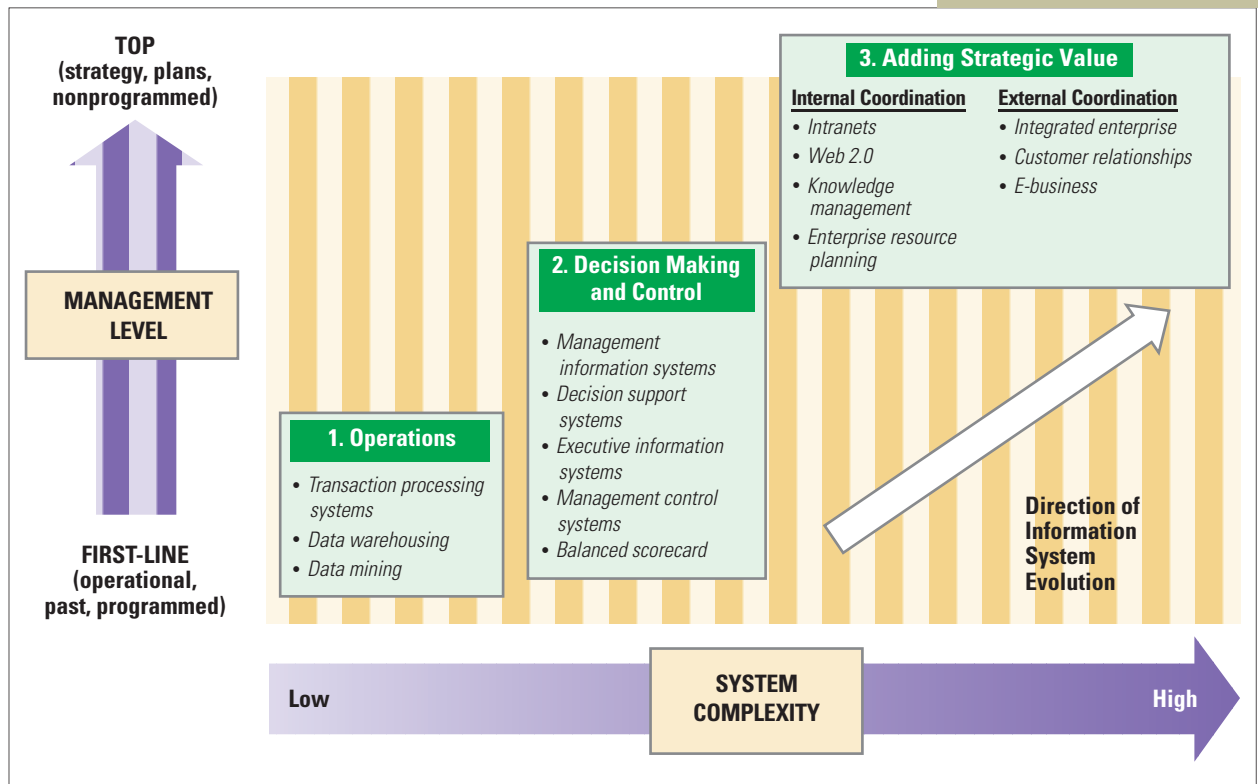 TOP
(strategy, plans,
nonprogrammed)
MANAGEMENT
LEVEL
FIRST-LINE
(operational,
past, programmed)
1. Operations
• Transaction processing
systems
• Data warehousing
• Data mining
2. Decision Making
and Control
• Management
information systems
• Decision support
systems
• Executive information
systems
• Management control
systems
• Balanced scorecard
3. Adding Strategic Value
Internal Coordination
• Intranets
• Web 2.0
• Knowledge
management
• Enterprise resource
planning
External Coordination
• Integrated enterprise
• Customer relationships
• E-business
Direction of
Information
System
Evolution
Low
SYSTEM
COMPLEXITY
High